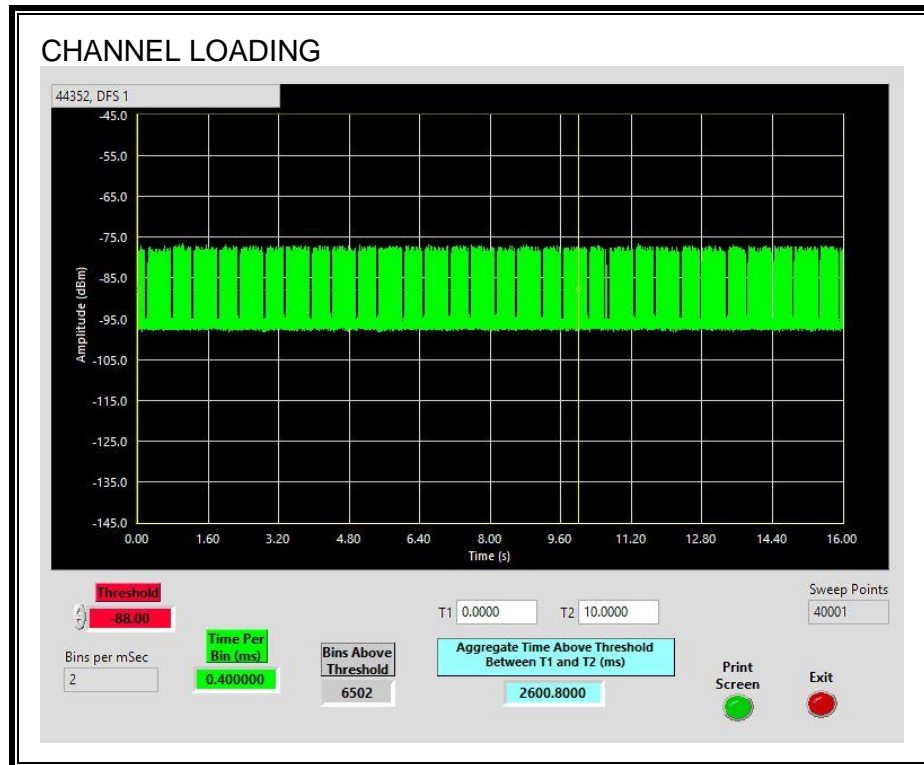 CHANNEL LOADING
44352, DFS 1
-45.0
-55.0
-65.0
-75.0
-85.0
-95.0
-105.0
-115.0
-125.0
-135.0
-145.0
Amplitude (dBm)
0.00 1.60 3.20 4.80 6.40 8.00 9.60 11.20 12.80 14.40 16.00
Time (s)
Threshold
-88.00
Bins per mSec
2
Time Per
Bin (ms)
0.400000
Bins Above
Threshold
6502
T1 0.0000 T2 10.0000
Aggregate Time Above Threshold
Between T1 and T2 (ms)
2600.8000
Sweep Points
40001
Print
Screen
Exit